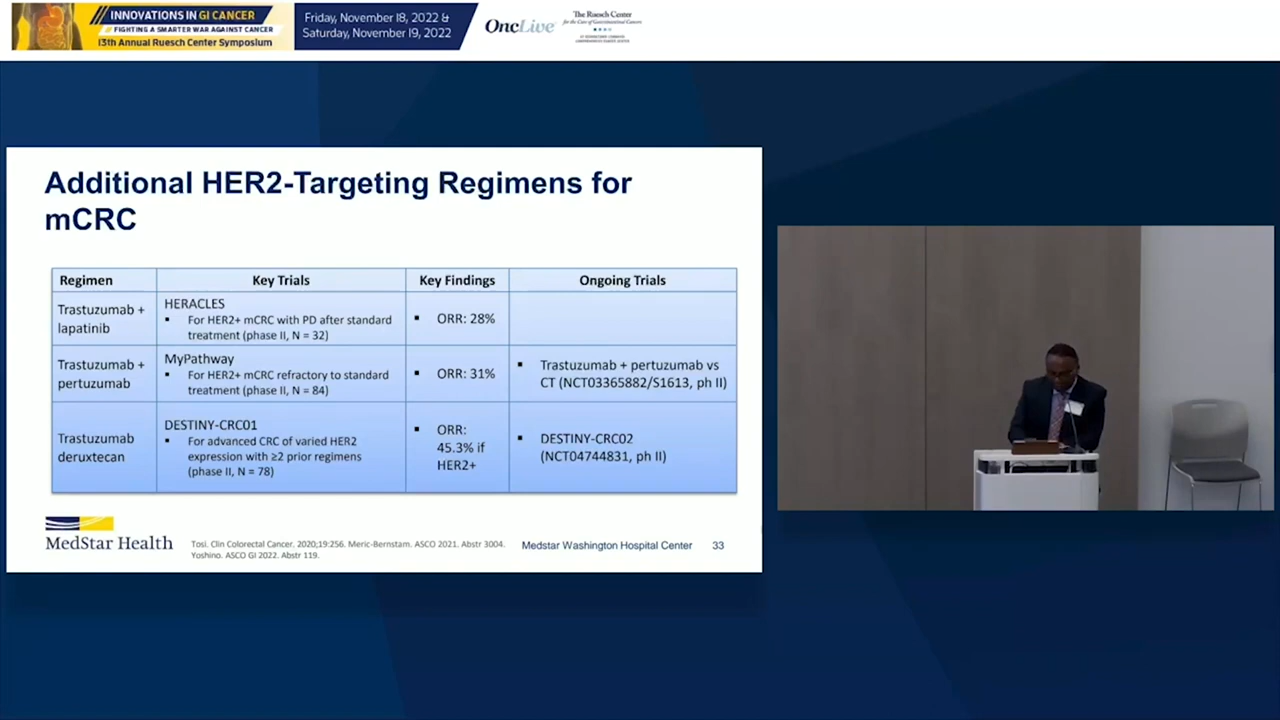 INNOVATIONS IN GI CANCER
FIGHTING A SMARTER WAR AGAINST CANCER
13th Annual Ruesch Center Symposium
Friday, November 18, 2022 &
Saturday, November 19, 2022
OncLive
The Ruesch Center
for the Cure of Gastrointestinal Cancers
Additional HER2-Targeting Regimens for
mCRC
Regimen Key Trials Key Findings Ongoing Trials
Trastuzumab +
lapatinib
HERACLES
▪ For HER2+ mCRC with PD after standard
treatment (phase II, N = 32)
▪ ORR: 28%
Trastuzumab +
pertuzumab
MyPathway
▪ For HER2+ mCRC refractory to standard
treatment (phase II, N = 84)
▪ ORR: 31%
▪ Trastuzumab + pertuzumab vs
CT (NCT03365882/S1613, ph II)
Trastuzumab
deruxtecan
DESTINY-CRC01
▪ For advanced CRC of varied HER2
expression with ≥2 prior regimens
(phase II, N = 78)
▪ ORR:
45.3% if
HER2+
▪ DESTINY-CRC02
(NCT04744831, ph II)
MedStar Health
Tosi. Clin Colorectal Cancer. 2020;19:256. Meric-Bernstam. ASCO 2021. Abstr 3004.
Yoshino. ASCO GI 2022. Abstr 119.
Medstar Washington Hospital Center 33